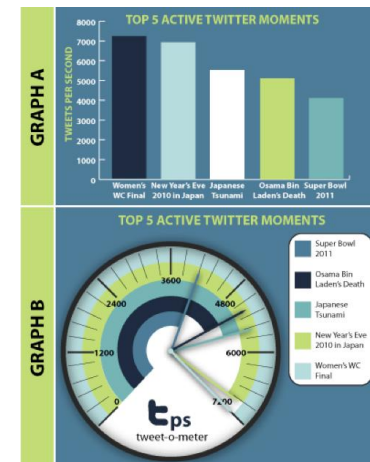 GRAPH A
TOP 5 ACTIVE TWITTER MOMENTS
TWEETS PER SECOND
8000
7000
6000
5000
4000
3000
2000
1000
0
Women's
WC Final
New Year's Eve
2010 in Japan
Japanese
Tsunami
Osama Bin
Laden's Death
Super Bowl
2011
GRAPH B
TOP 5 ACTIVE TWITTER MOMENTS
0
1200
2400
3600
4800
6000
7200
tps
tweet-o-meter
Super Bowl
2011
Osama Bin
Laden's Death
Japanese
Tsunami
New Year's Eve
2010 in Japan
Women's WC
Final